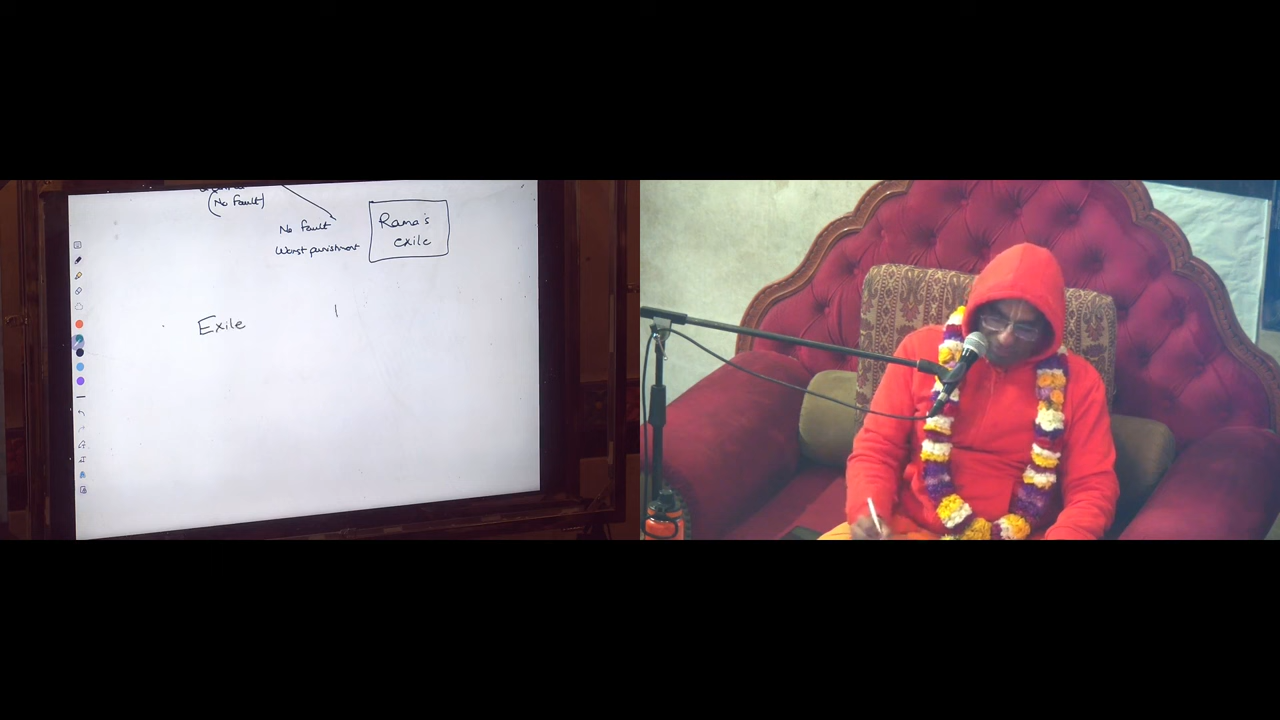 (No fault)
No fault
Worst punishment
Rama's
exile
Exile